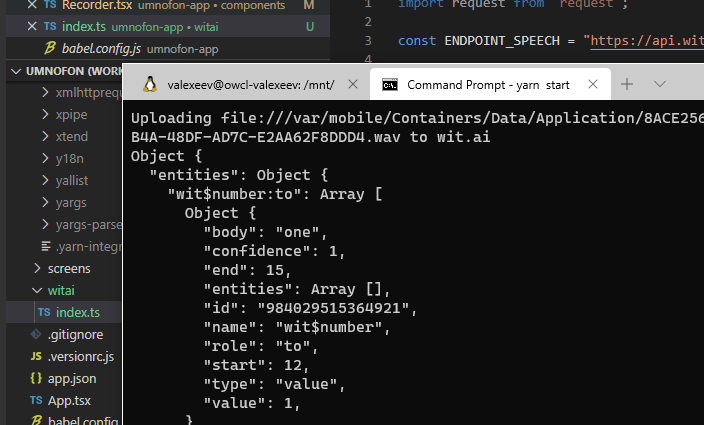 Recorder.tsx umnofon-app • components M
TS index.ts umnofon-app • witai U
babel.config.js umnofon-app
UMNOFON (WORK
xmlhttprequ
xpipe
xtend
y18n
yallist
yargs
yargs-parse
.yarn-integr
screens
witai
TS index.ts
.gitignore
JS .versionrc.js
{ } app.json
TS App.tsx
babel.config
1 import request from "request";
2
3 const ENDPOINT_SPEECH = "https://api.wit
4
valexeev@owcl-valexeev: /mnt/
Command Prompt - yarn start
Uploading file:///var/mobile/Containers/Data/Application/8ACE256
B4A-48DF-AD7C-E2AA62F8DDD4.wav to wit.ai
Object {
"entities": Object {
"wit$number:to": Array [
Object {
"body": "one",
"confidence": 1,
"end": 15,
"entities": Array [],
"id": "984029515364921",
"name": "wit$number",
"role": "to",
"start": 12,
"type": "value",
"value": 1,
}